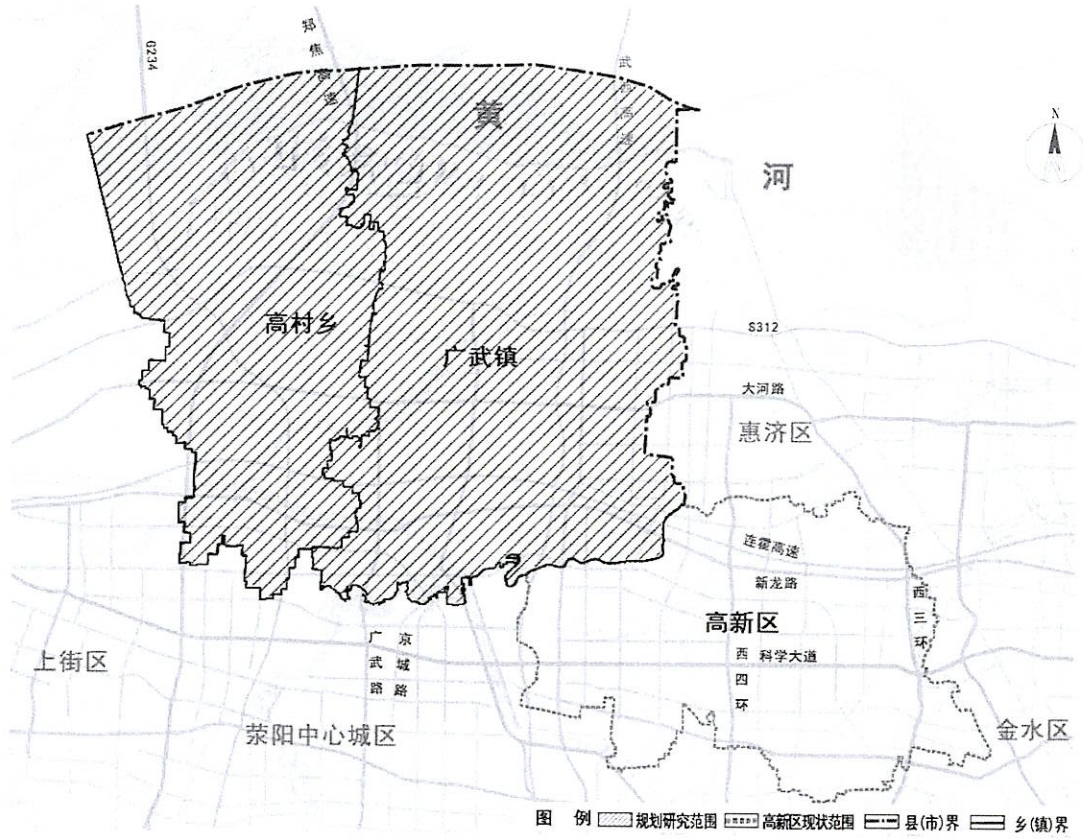 G234
郑焦高速
武西高速
黄
N
河
高村乡
S312
广武镇
大河路
惠济区
连霍高速
新龙路
西三环
高新区
广武路
京城路
西四环
科学大道
上街区
荥阳中心城区
金水区
图 例 规划研究范围 高新区现状范围 县(市)界 乡(镇)界